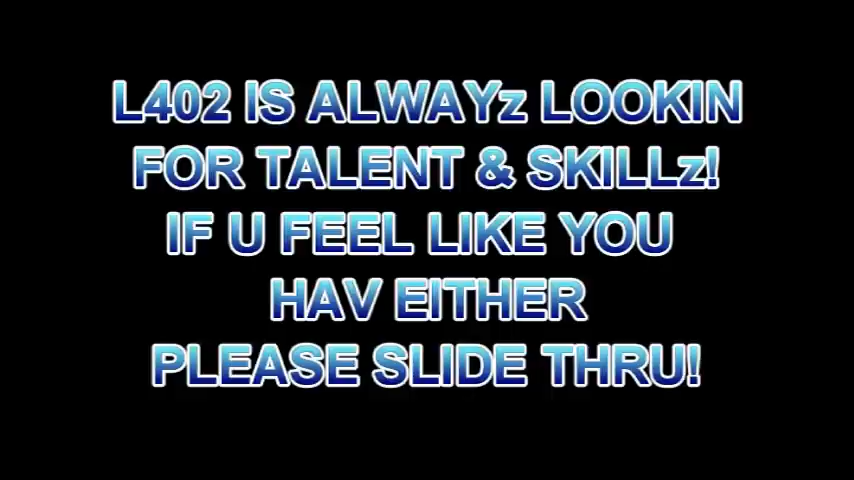 L402 IS ALWAYz LOOKIN
FOR TALENT & SKILLz!
IF U FEEL LIKE YOU
HAV EITHER
PLEASE SLIDE THRU!